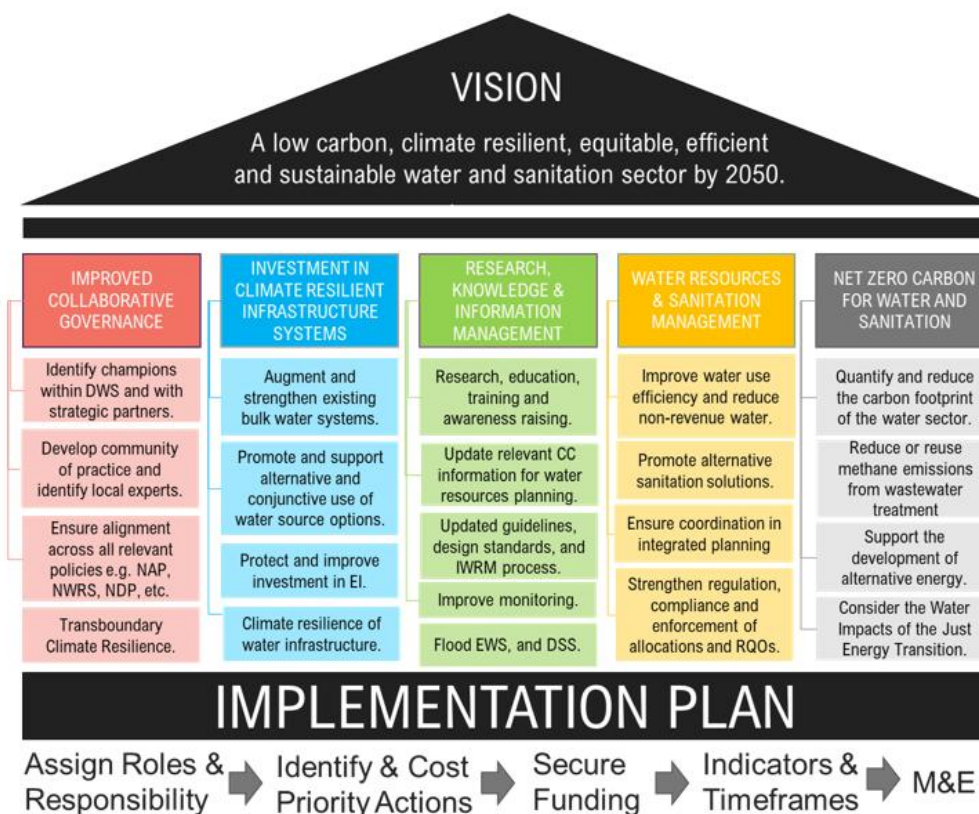 VISION
A low carbon, climate resilient, equitable, efficient
and sustainable water and sanitation sector by 2050.
IMPROVED
COLLABORATIVE
GOVERNANCE
Identify champions
within DWS and with
strategic partners.
Develop community
of practice and
identify local experts.
Ensure alignment
across all relevant
policies e.g. NAP,
NWRS, NDP, etc.
Transboundary
Climate Resilience.
INVESTMENT IN
CLIMATE RESILIENT
INFRASTRUCTURE
SYSTEMS
Augment and
strengthen existing
bulk water systems.
Promote and support
alternative and
conjunctive use of
water source options.
Protect and improve
investment in EI.
Climate resilience of
water infrastructure.
RESEARCH,
KNOWLEDGE &
INFORMATION
MANAGEMENT
Research, education,
training and
awareness raising.
Update relevant CC
information for water
resources planning.
Updated guidelines,
design standards, and
IWRM process.
Improve monitoring.
Flood EWS, and DSS.
WATER RESOURCES
& SANITATION
MANAGEMENT
Improve water use
efficiency and reduce
non-revenue water.
Promote alternative
sanitation solutions.
Ensure coordination in
integrated planning
Strengthen regulation,
compliance and
enforcement of
allocations and RQOs.
NET ZERO CARBON
FOR WATER AND
SANITATION
Quantify and reduce
the carbon footprint
of the water sector.
Reduce or reuse
methane emissions
from wastewater
treatment
Support the
development of
alternative energy.
Consider the Water
Impacts of the Just
Energy Transition.
IMPLEMENTATION PLAN
Assign Roles &
Responsibility
Identify & Cost
Priority Actions
Secure
Funding
Indicators &
Timeframes
M&E